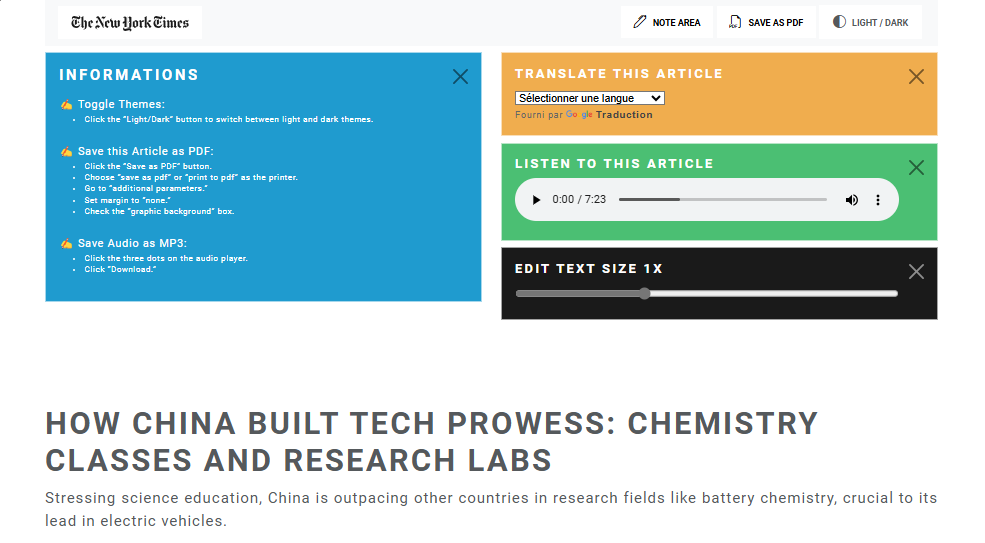 The New York Times
NOTE AREA
SAVE AS PDF
LIGHT / DARK
INFORMATIONS
✍ Toggle Themes:
• Click the “Light/Dark” button to switch between light and dark themes.
✍ Save this Article as PDF:
• Click the “Save as PDF” button.
• Choose “save as pdf” or “print to pdf” as the printer.
• Go to “additional parameters.”
• Set margin to “none.”
• Check the “graphic background” box.
✍ Save Audio as MP3:
• Click the three dots on the audio player.
• Click “Download.”
TRANSLATE THIS ARTICLE
Sélectionner une langue
Fourni par Google Traduction
LISTEN TO THIS ARTICLE
0:00 / 7:23
EDIT TEXT SIZE 1X
HOW CHINA BUILT TECH PROWESS: CHEMISTRY
CLASSES AND RESEARCH LABS
Stressing science education, China is outpacing other countries in research fields like battery chemistry, crucial to its
lead in electric vehicles.